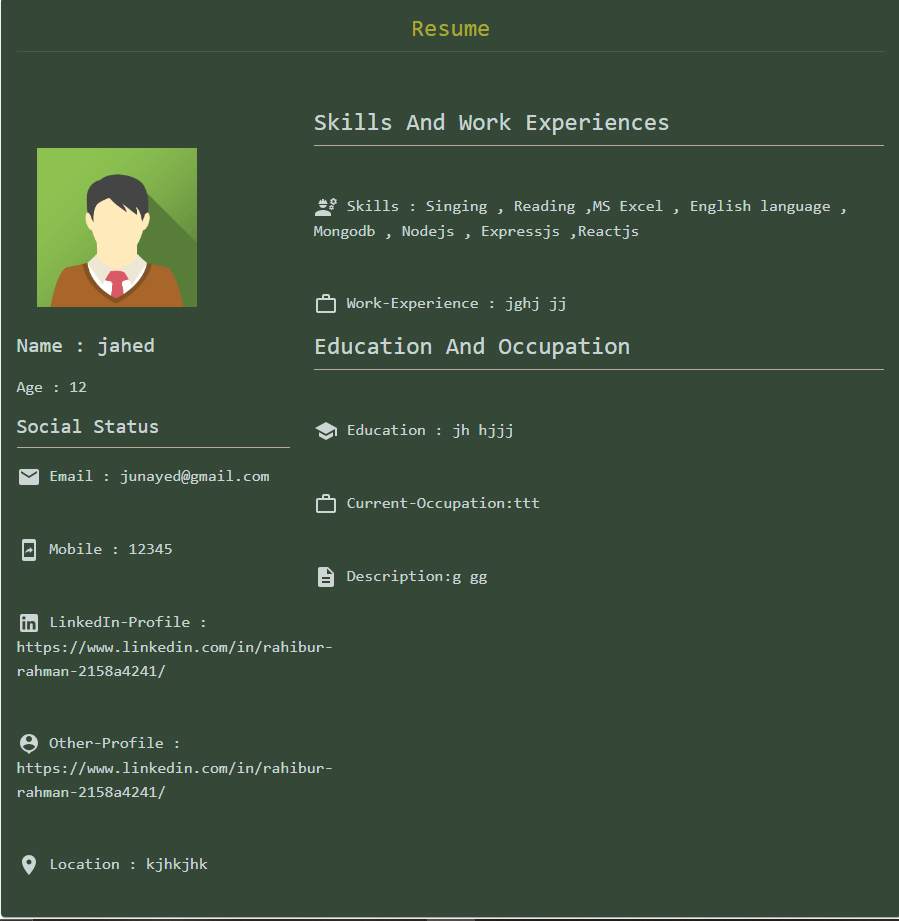 Resume
Name : jahed
Age : 12
Social Status
Email : junayed@gmail.com
Mobile : 12345
LinkedIn-Profile :
https://www.linkedin.com/in/rahibur-
rahman-2158a4241/
Other-Profile :
https://www.linkedin.com/in/rahibur-
rahman-2158a4241/
Location : kjhkjhk
Skills And Work Experiences
Skills : Singing , Reading ,MS Excel , English language ,
Mongodb , Nodejs , Expressjs ,Reactjs
Work-Experience : jghj jj
Education And Occupation
Education : jh hjjj
Current-Occupation:ttt
Description:g gg